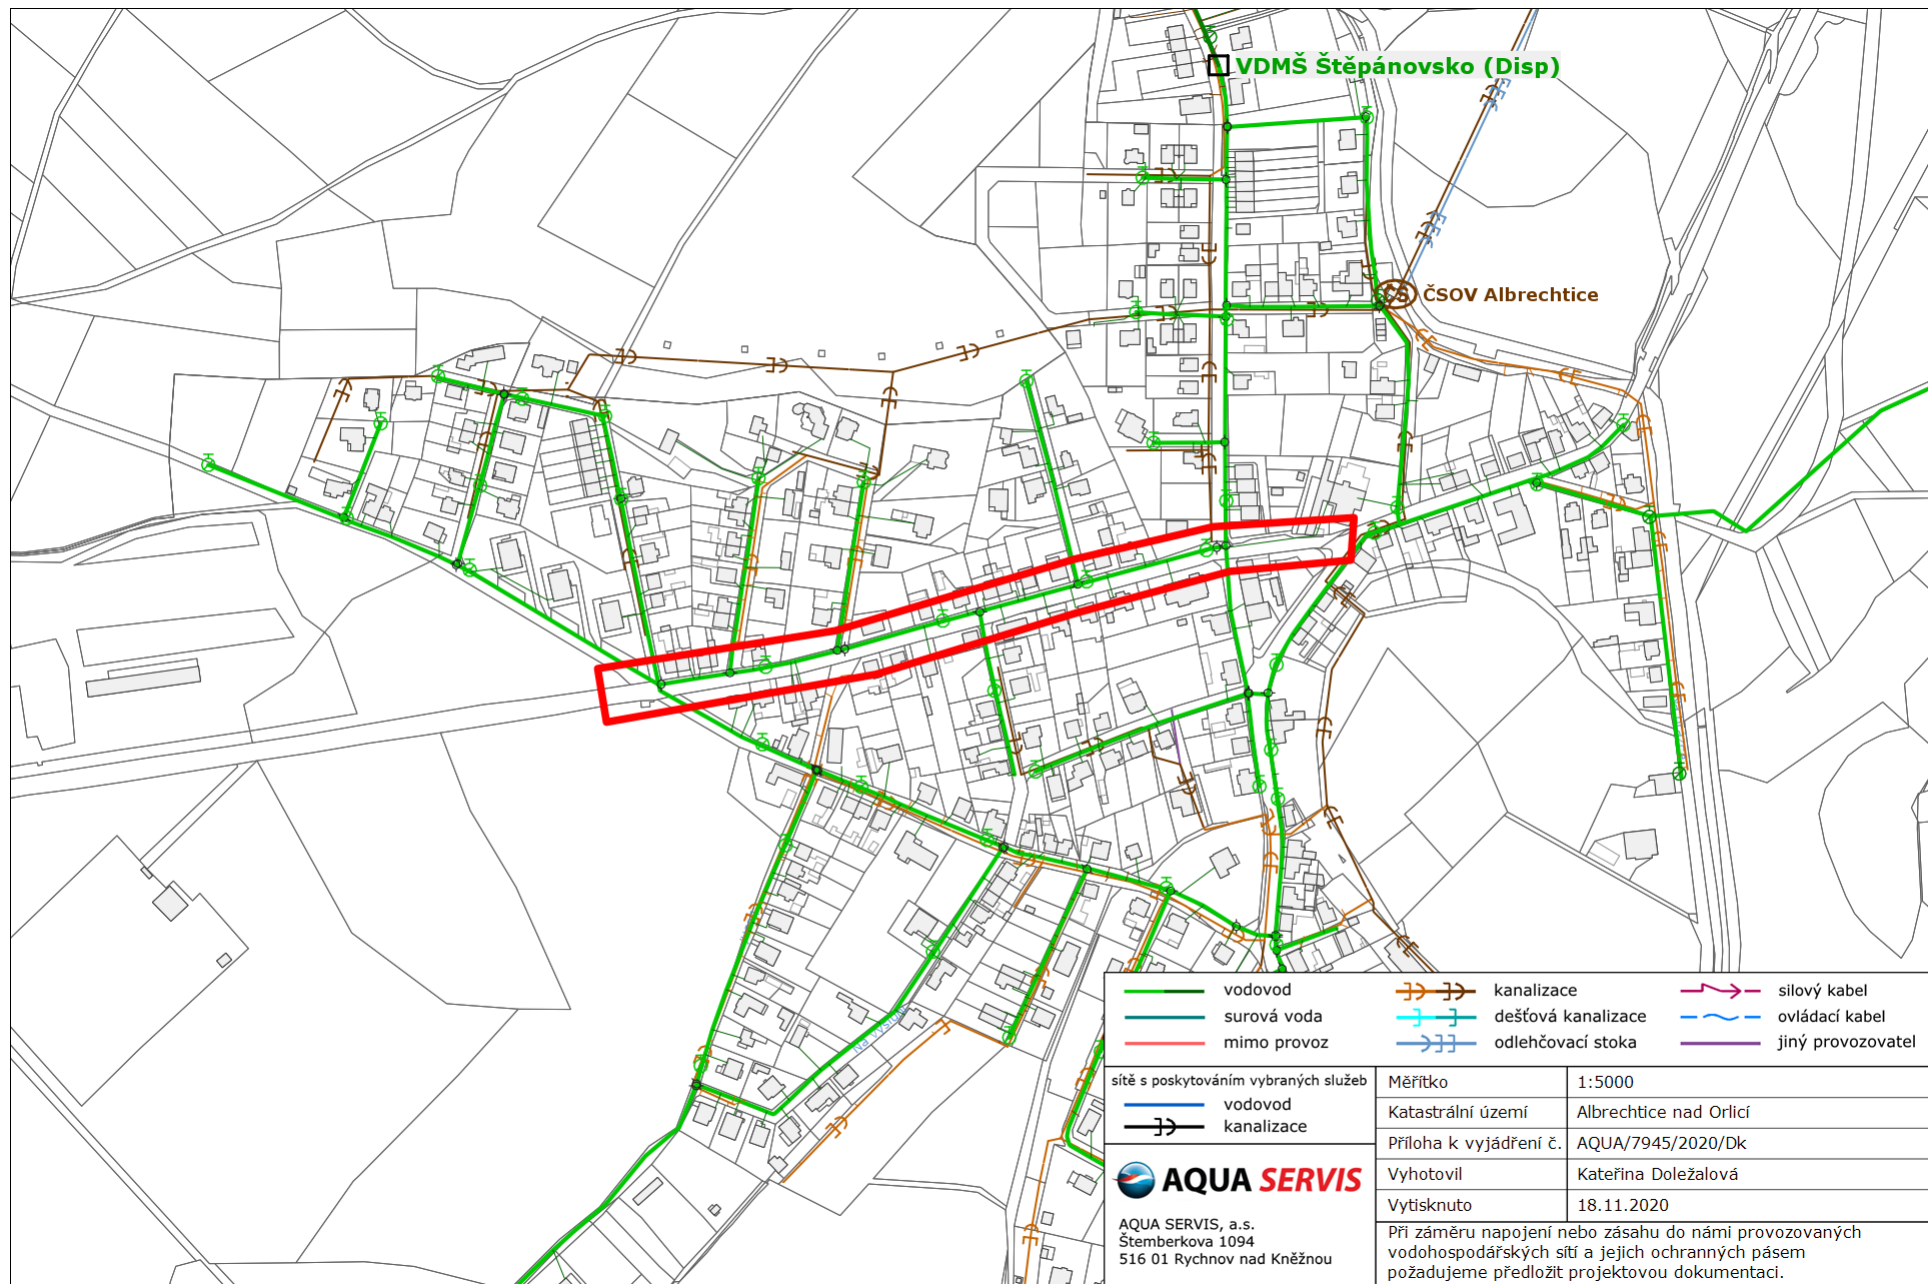 VDMŠ Štěpánovsko (Disp)
ČS ČSOV Albrechtice
Na Výsluní
vodovod
surová voda
mimo provoz
kanalizace
dešťová kanalizace
odlehčovací stoka
silový kabel
ovládací kabel
jiný provozovatel
sítě s poskytováním vybraných služeb
vodovod
kanalizace
AQUA SERVIS
AQUA SERVIS, a.s.
Štemberkova 1094
516 01 Rychnov nad Kněžnou
Měřítko 1:5000
Katastrální území Albrechtice nad Orlicí
Příloha k vyjádření č. AQUA/7945/2020/Dk
Vyhotovil Kateřina Doležalová
Vytisknuto 18.11.2020
Při záměru napojení nebo zásahu do námi provozovaných
vodohospodářských sítí a jejich ochranných pásem
požadujeme předložit projektovou dokumentaci.